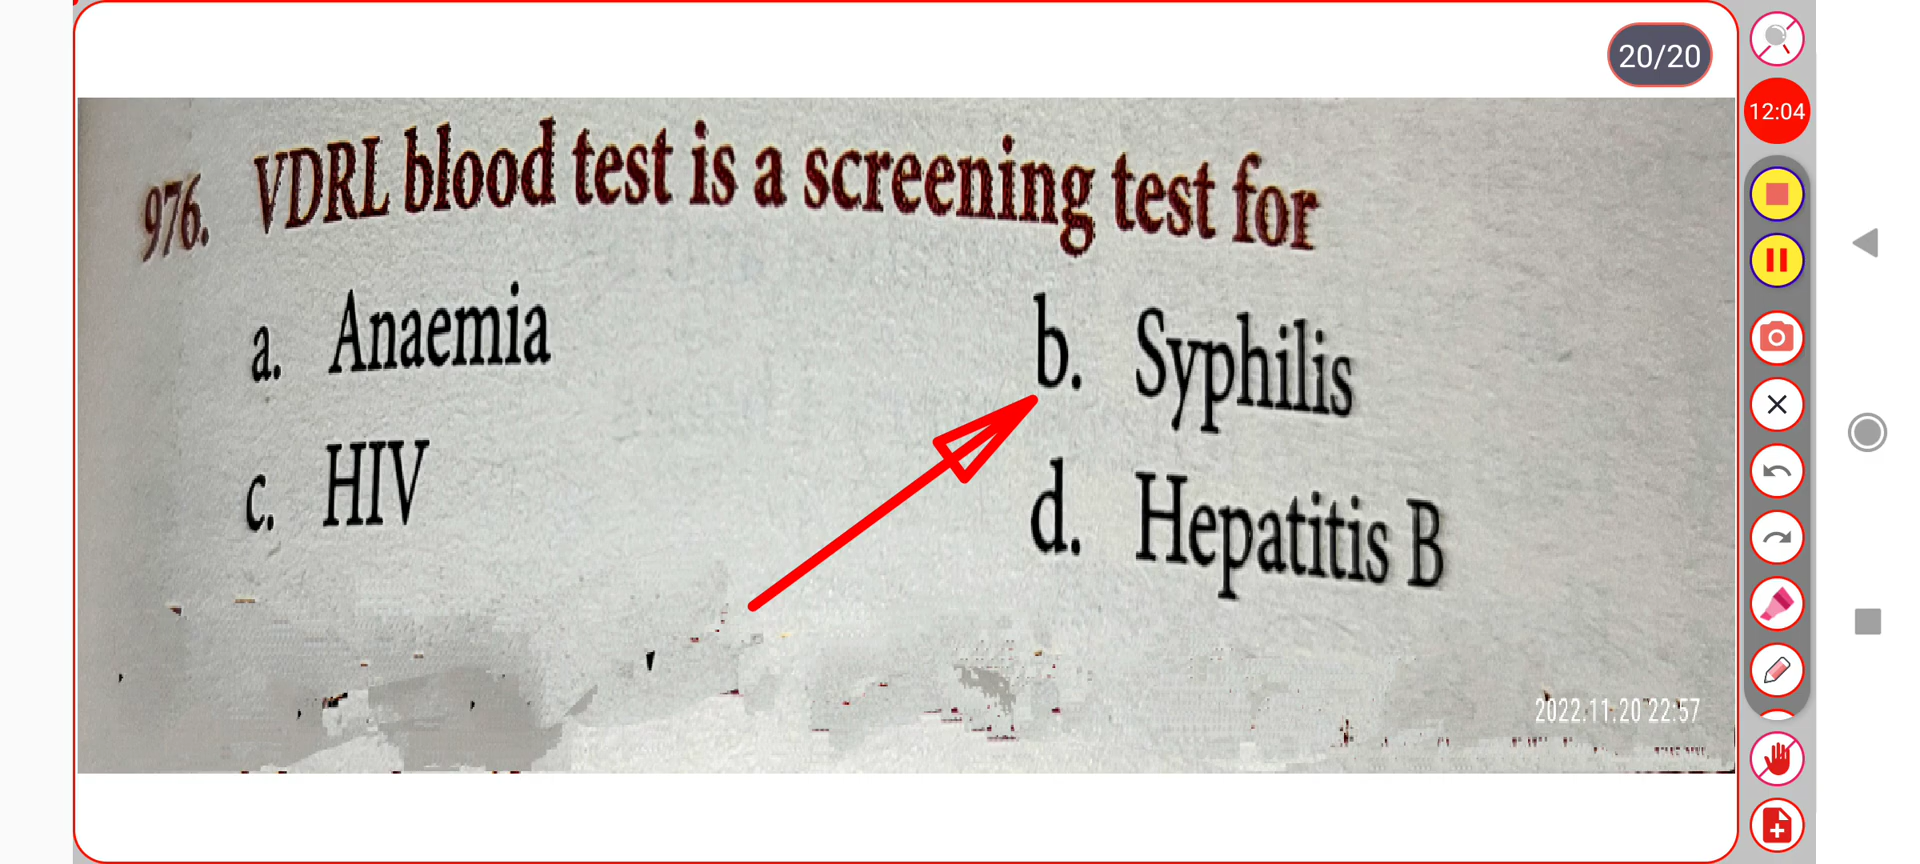 20/20
12:04
976. VDRL blood test is a screening test for
a. Anaemia
b. Syphilis
c. HIV
d. Hepatitis B
2022.11.20 22:57